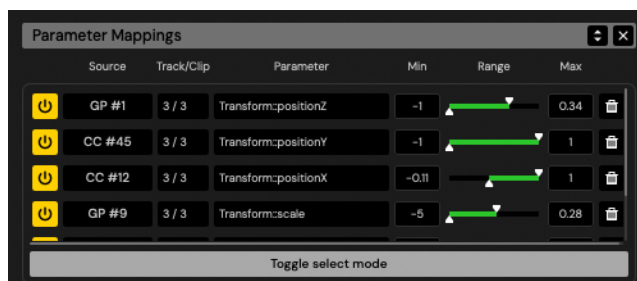 Parameter Mappings
Source Track/Clip Parameter Min Range Max
GP #1 3 / 3 Transform::positionZ -1 0.34
CC #45 3 / 3 Transform::positionY -1 1
CC #12 3 / 3 Transform::positionX -0.11 1
GP #9 3 / 3 Transform::scale -5 0.28
Toggle select mode